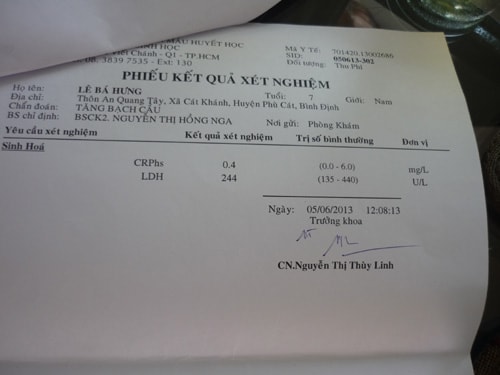 MÁU HUYẾT HỌC
Mã Y Tế: 701420.13002686
Viết Chánh - Q1 - TP.HCM
SID: 050613-302
3839 7535 - Ext: 130
Đối tượng: Thu Phí
PHIẾU KẾT QUẢ XÉT NGHIỆM
Họ tên: LÊ BÁ HƯNG Tuổi: 7 Giới: Nam
Địa chỉ: Thôn An Quang Tây, Xã Cát Khánh, Huyện Phù Cát, Bình Định
Chẩn đoán: TĂNG BẠCH CẦU
BS chỉ định: BSCK2. NGUYỄN THỊ HỒNG NGA Nơi gửi: Phòng Khám
Yêu cầu xét nghiệm Kết quả xét nghiệm Trị số bình thường Đơn vị
Sinh Hoá
CRPhs 0.4 (0.0 - 6.0) mg/L
LDH 244 (135 - 440) U/L
Ngày: 05/06/2013 12:08:13
Trưởng khoa
CN.Nguyễn Thị Thùy Linh